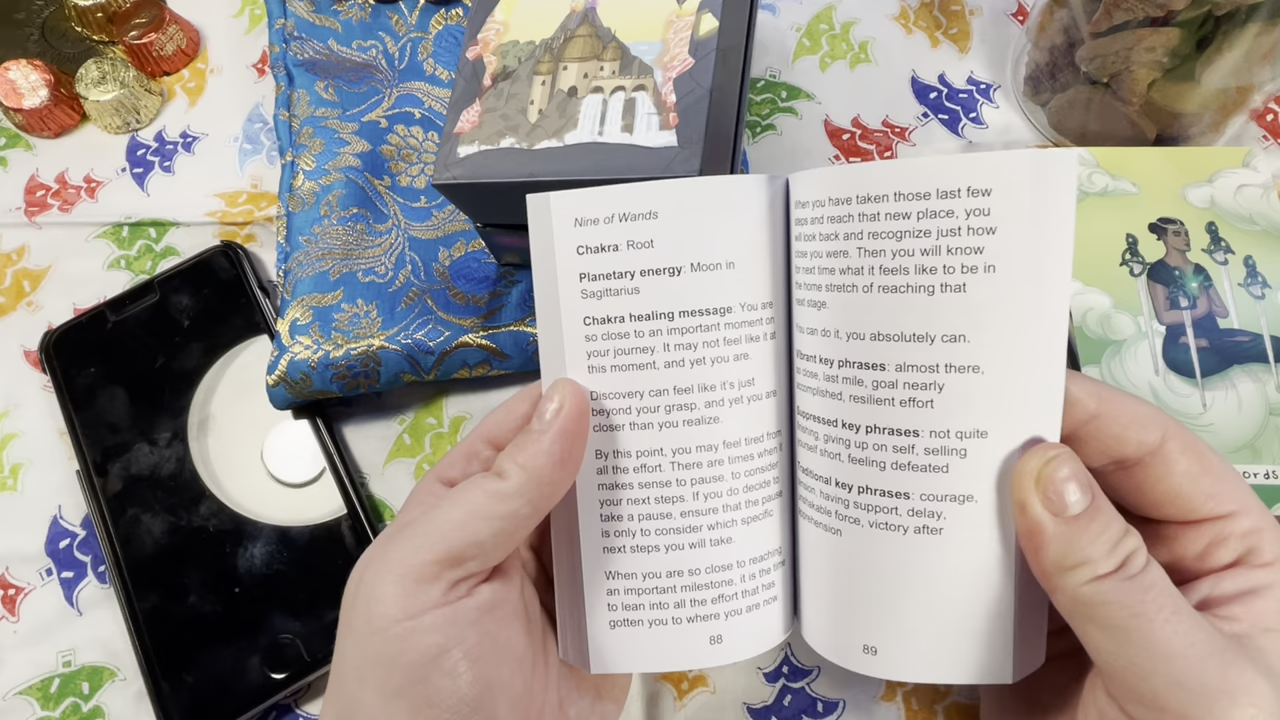 Nine of Wands
Chakra: Root
Planetary energy: Moon in
Sagittarius
Chakra healing message: You are
so close to an important moment on
your journey. It may not feel like it at
this moment, and yet you are.
Discovery can feel like it's just
beyond your grasp, and yet you are
closer than you realize.
By this point, you may feel tired from
all the effort. There are times when it
makes sense to pause, to consider
your next steps. If you do decide to
take a pause, ensure that the pause
is only to consider which specific
next steps you will take.
When you are so close to reaching
an important milestone, it is the time
to lean into all the effort that has
gotten you to where you are now.
88
When you have taken those last few
steps and reach that new place, you
will look back and recognize just how
close you were. Then you will know
for next time what it feels like to be in
the home stretch of reaching that
next stage.
You can do it, you absolutely can.
Vibrant key phrases: almost there,
so close, last mile, goal nearly
accomplished, resilient effort
Suppressed key phrases: not quite
finishing, giving up on self, selling
yourself short, feeling defeated
Traditional key phrases: courage,
tension, having support, delay,
unshakable force, victory after
apprehension
89
ords